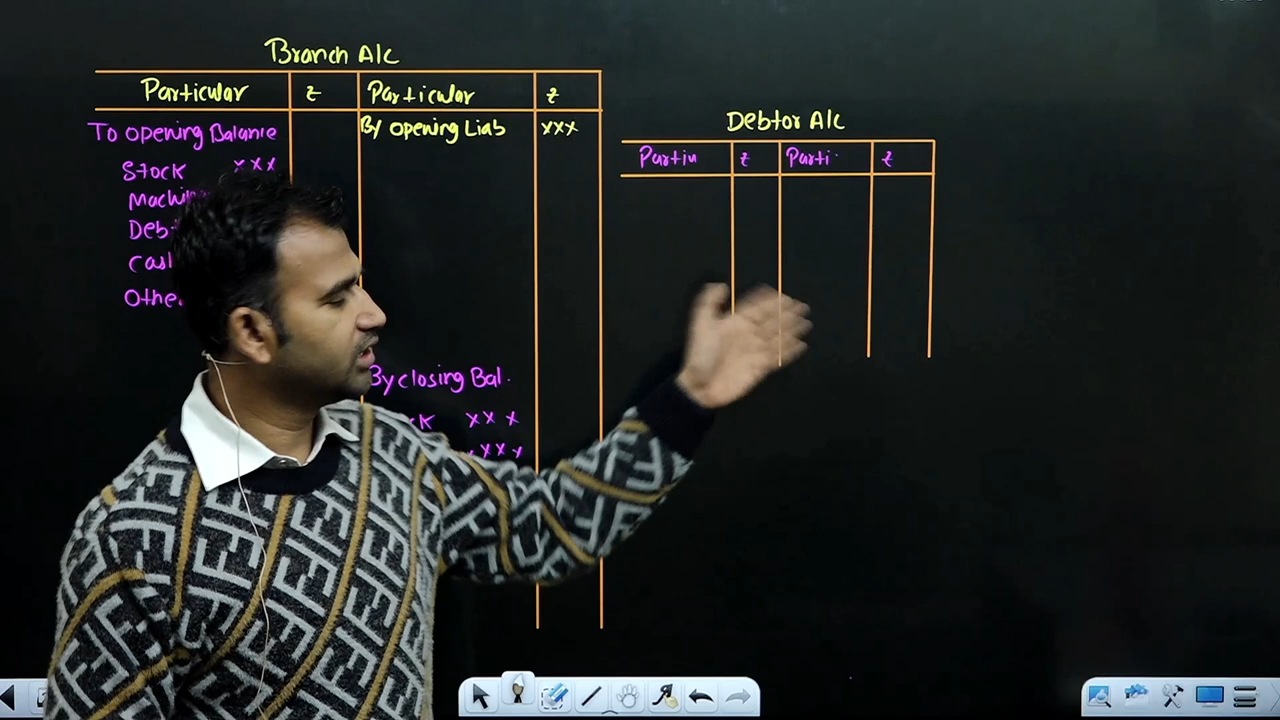 Branch A/c
Particular ₹ Particular ₹
To opening Balance By opening Liab xxx
Stock xxx
By closing Bal.
xxx
xxx
Debtor A/c
Partiu ₹ Parti. ₹